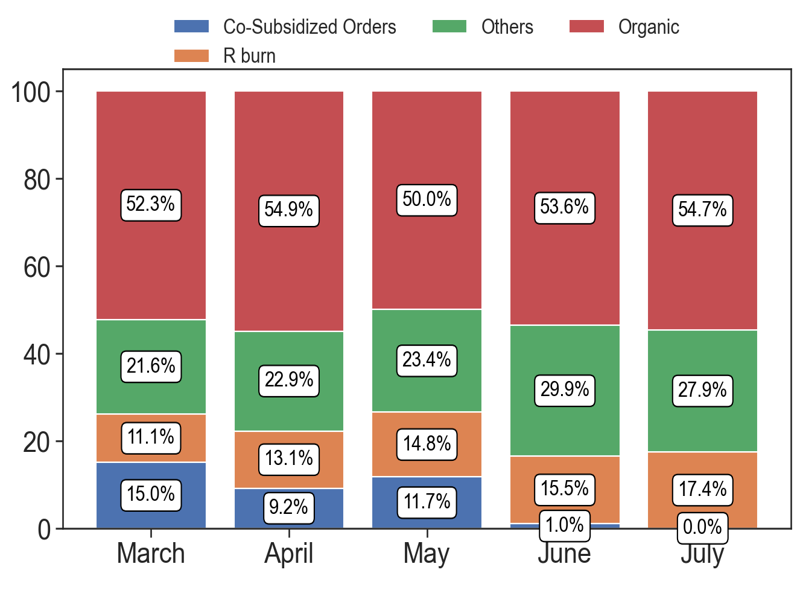 Co-Subsidized Orders Others Organic
R burn
100
80
60
40
20
0
52.3% 54.9% 50.0% 53.6% 54.7%
21.6% 22.9% 23.4% 29.9% 27.9%
11.1% 13.1% 14.8% 15.5% 17.4%
15.0% 9.2% 11.7% 1.0% 0.0%
March April May June July